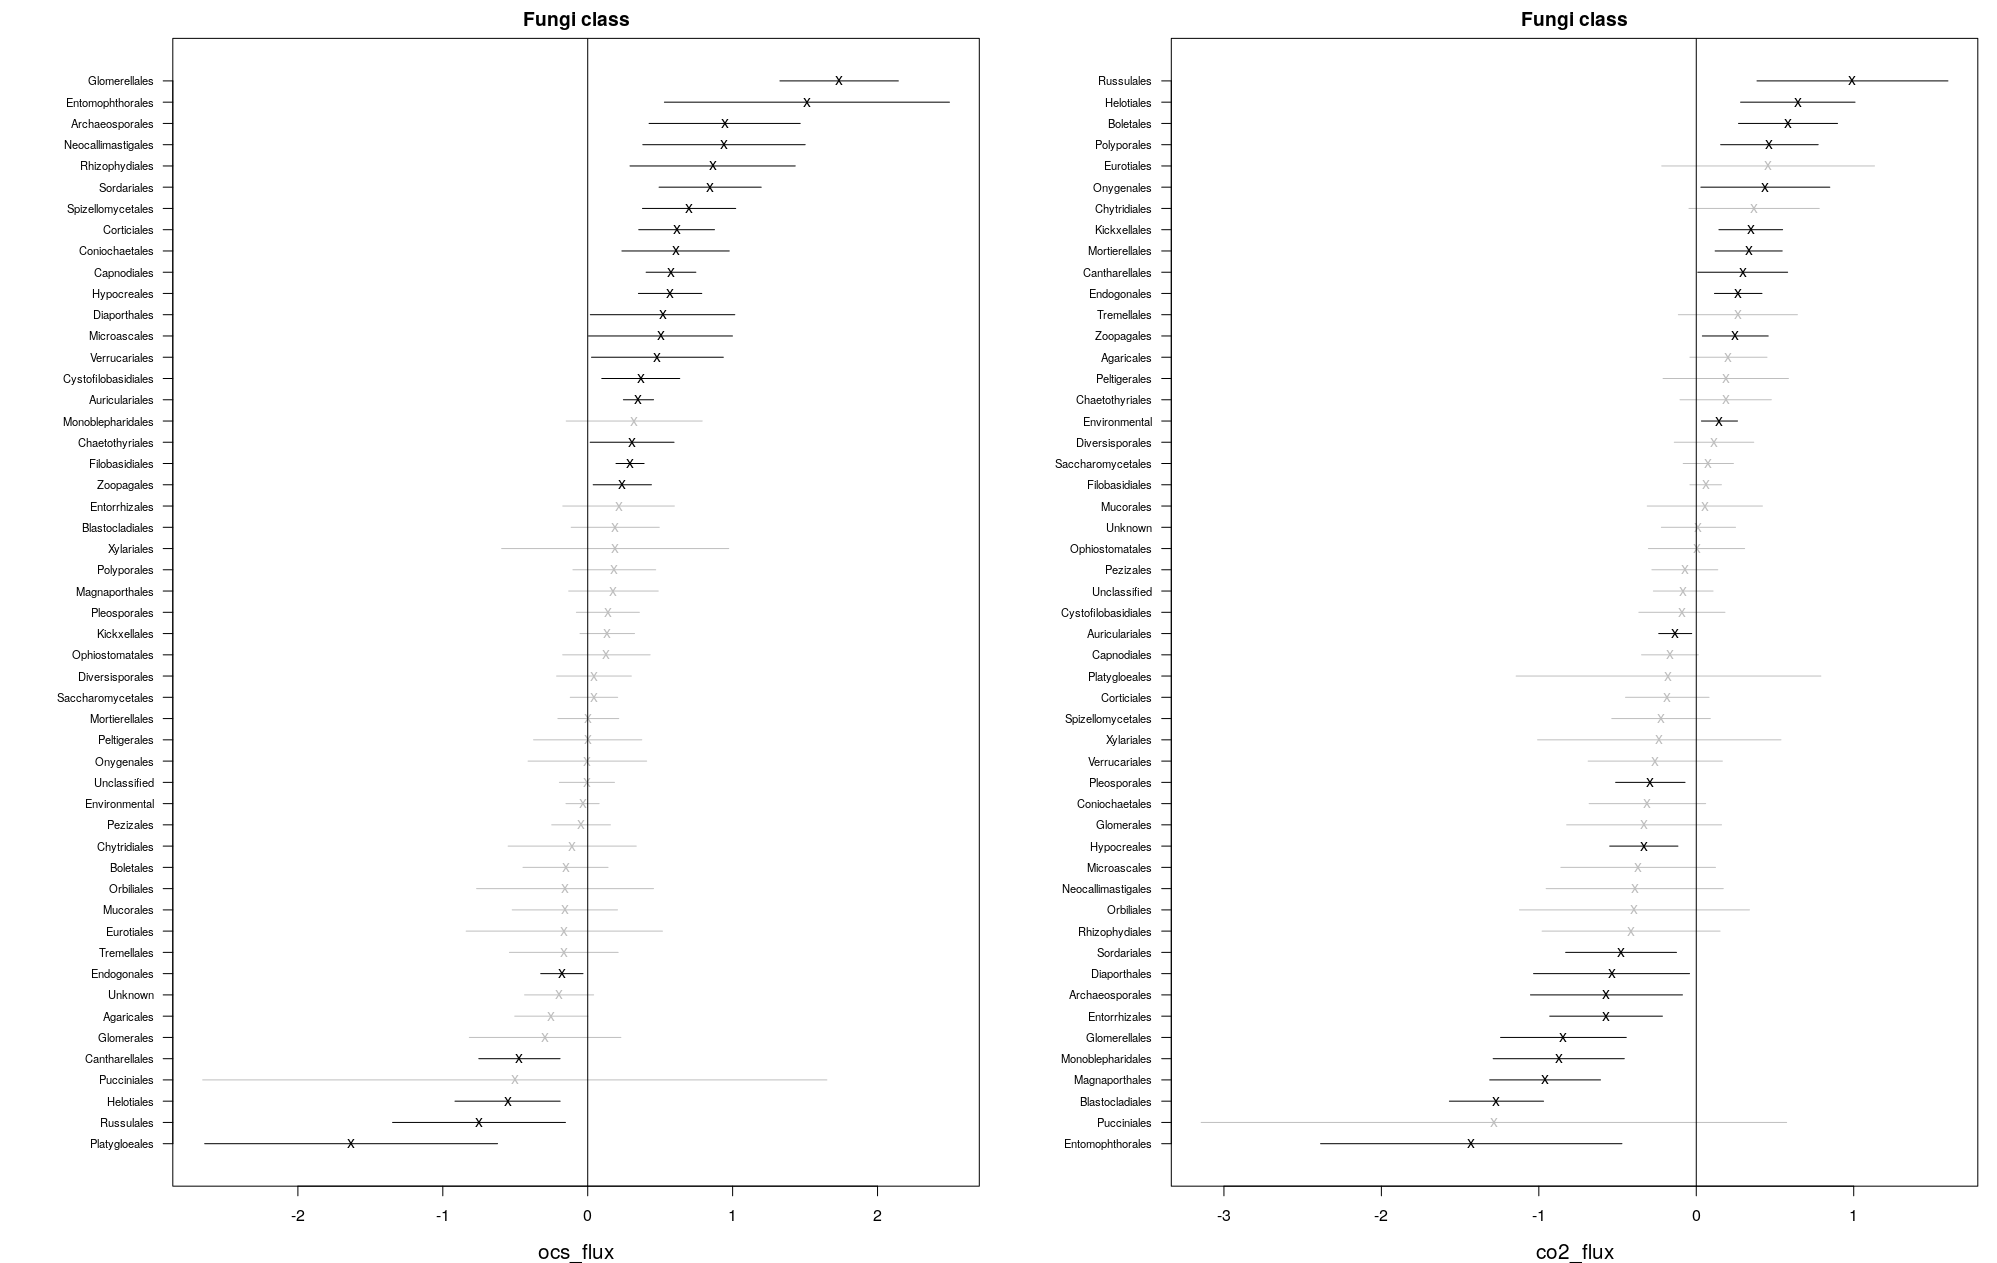 Fungi class
Glomerellales
Entomophthorales
Archaeosporales
Neocallimastigales
Rhizophydiales
Sordariales
Spizellomycetales
Corticiales
Coniochaetales
Capnodiales
Hypocreales
Diaporthales
Microascales
Verrucariales
Cystofilobasidiales
Auriculariales
Monoblepharidales
Chaetothyriales
Filobasidiales
Zoopagales
Entorrhizales
Blastocladiales
Xylariales
Polyporales
Magnaporthales
Pleosporales
Kickxellales
Ophiostomatales
Diversisporales
Saccharomycetales
Mortierellales
Peltigerales
Onygenales
Unclassified
Environmental
Pezizales
Chytridiales
Boletales
Orbiliales
Mucorales
Eurotiales
Tremellales
Endogonales
Unknown
Agaricales
Glomerales
Cantharellales
Pucciniales
Helotiales
Russulales
Platygloeales
-2 -1 0 1 2
ocs_flux
Fungi class
Russulales
Helotiales
Boletales
Polyporales
Eurotiales
Onygenales
Chytridiales
Kickxellales
Mortierellales
Cantharellales
Endogonales
Tremellales
Zoopagales
Agaricales
Peltigerales
Chaetothyriales
Environmental
Diversisporales
Saccharomycetales
Filobasidiales
Mucorales
Unknown
Ophiostomatales
Pezizales
Unclassified
Cystofilobasidiales
Auriculariales
Capnodiales
Platygloeales
Corticiales
Spizellomycetales
Xylariales
Verrucariales
Pleosporales
Coniochaetales
Glomerales
Hypocreales
Microascales
Neocallimastigales
Orbiliales
Rhizophydiales
Sordariales
Diaporthales
Archaeosporales
Entorrhizales
Glomerellales
Monoblepharidales
Magnaporthales
Blastocladiales
Pucciniales
Entomophthorales
-3 -2 -1 0 1
co2_flux